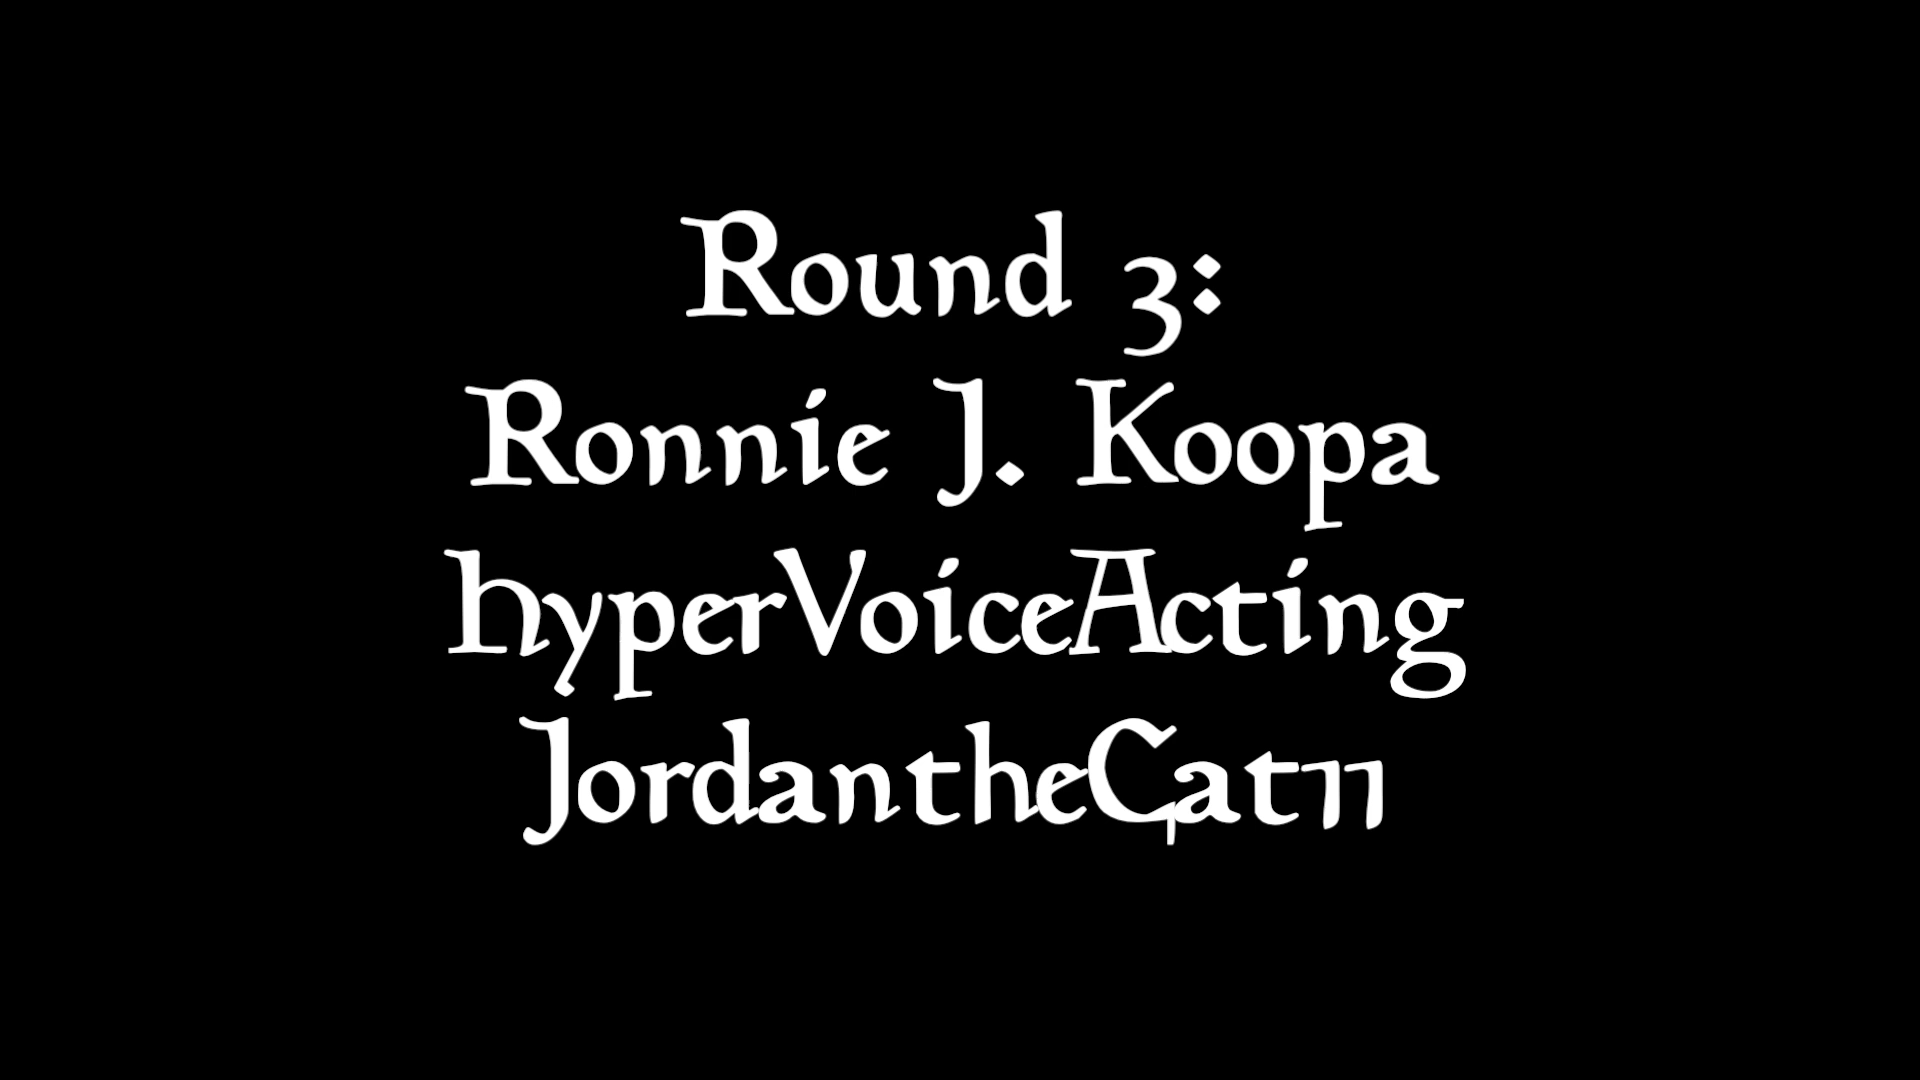 Round 3:
Ronnie J. Koopa
HyperVoiceActing
JordantheCat11